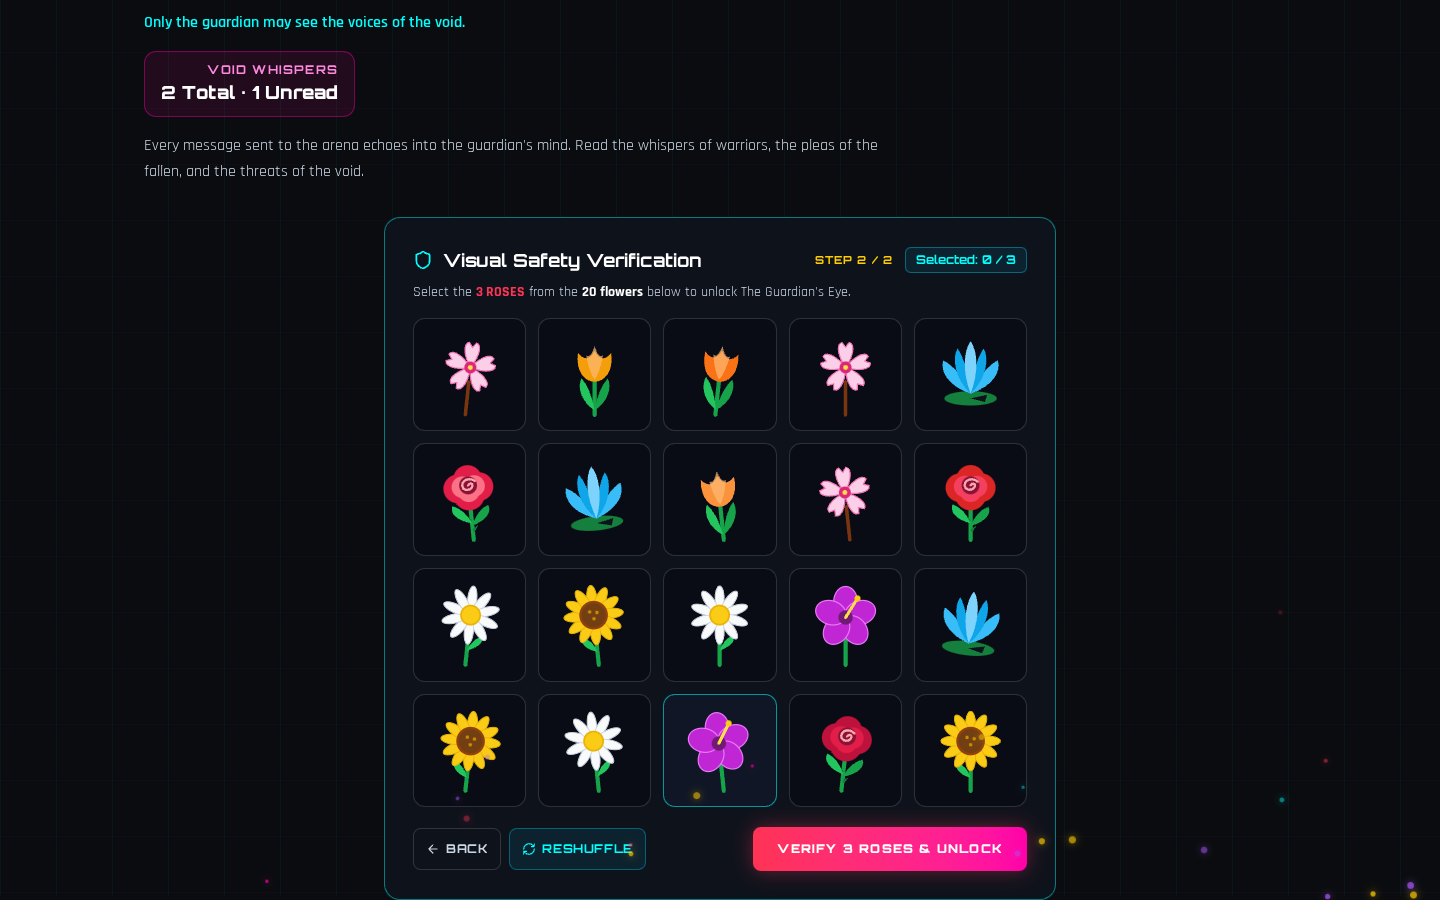 Only the guardian may see the voices of the void.
VOID WHISPERS
2 Total · 1 Unread
Every message sent to the arena echoes into the guardian's mind. Read the whispers of warriors, the pleas of the
fallen, and the threats of the void.
Visual Safety Verification
STEP 2 / 2
Selected: 0 / 3
Select the 3 ROSES from the 20 flowers below to unlock The Guardian's Eye.
BACK
RESHUFFLE
VERIFY 3 ROSES & UNLOCK